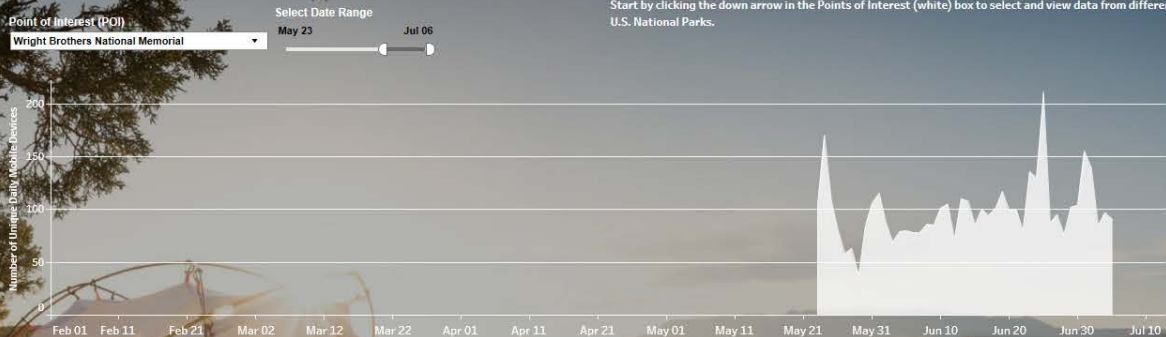 Start by clicking the down arrow in the Points of Interest (white) box to select and view data from differe
U.S. National Parks.
Point of Interest (POI)
Wright Brothers National Memorial
Select Date Range
May 23 Jul 06
Number of Unique Daily Mobile Devices
200
150
100
50
0
Feb 01 Feb 11 Feb 21 Mar 02 Mar 12 Mar 22 Apr 01 Apr 11 Apr 21 May 01 May 11 May 21 May 31 Jun 10 Jun 20 Jun 30 Jul 10